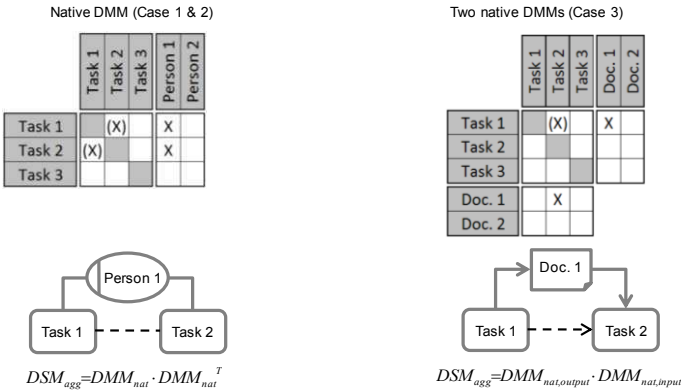 Native DMM (Case 1 & 2)
Task 1 Task 2 Task 3 Person 1 Person 2
Task 1 (X) X
Task 2 (X) X
Task 3
Person 1
Task 1 Task 2
DSM_agg=DMM_nat · DMM_nat^T
Two native DMMs (Case 3)
Task 1 Task 2 Task 3 Doc. 1 Doc. 2
Task 1 (X) X
Task 2
Task 3
Doc. 1 X
Doc. 2
Doc. 1
Task 1 Task 2
DSM_agg=DMM_nat,output · DMM_nat,input